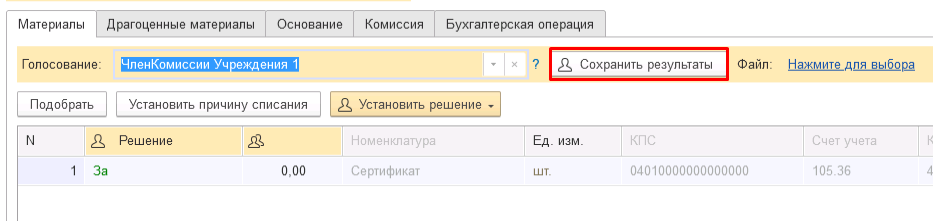 Материалы Драгоценные материалы Основание Комиссия Бухгалтерская операция
Голосование: ЧленКомиссии Учреждения 1 ? Сохранить результаты Файл: Нажмите для выбора
Подобрать Установить причину списания Установить решение
N Решение Номенклатура Ед. изм. КПС Счет учета К
1 За 0,00 Сертификат шт. 04010000000000000 105.36 4